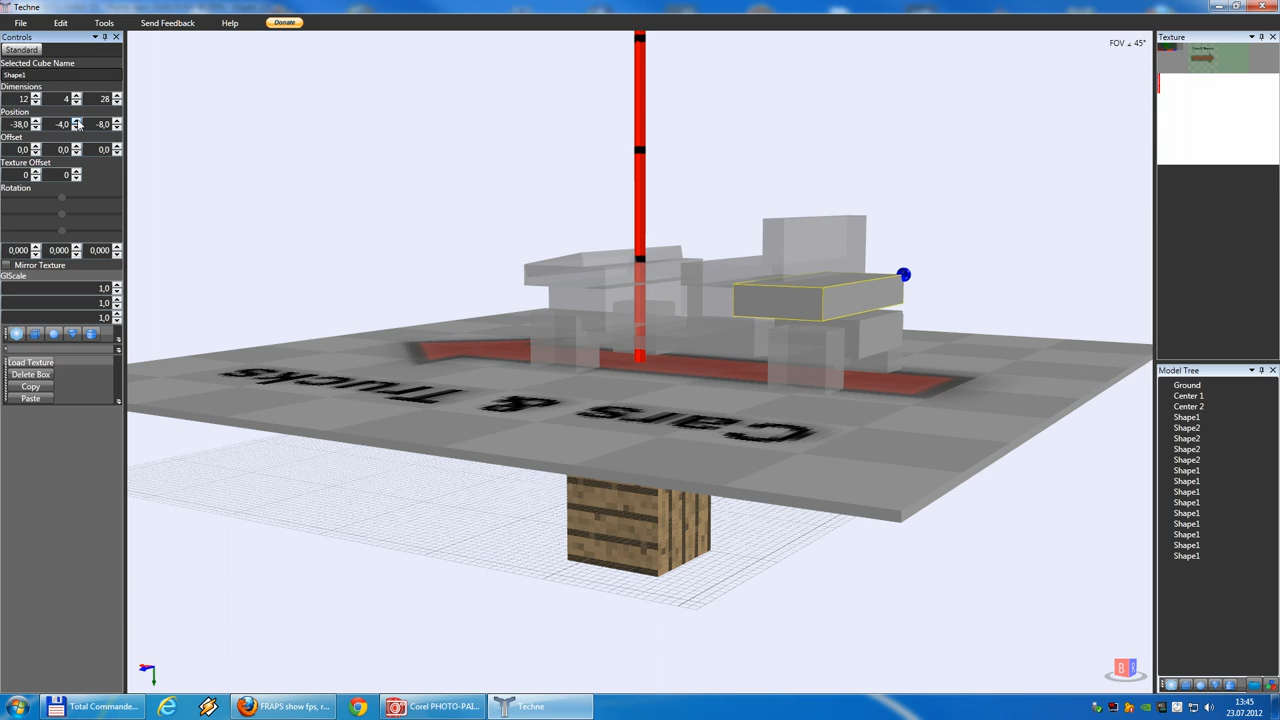 Techne
File Edit Tools Send Feedback Help Donate
Controls
Standard
Selected Cube Name
Shape1
Dimensions
12 4 28
Position
-38,0 -4,0 -8,0
Offset
0,0 0,0 0,0
Texture Offset
0 0
Rotation
0,000 0,000 0,000
Mirror Texture
GlScale
1,0
1,0
1,0
Load Texture
Delete Box
Copy
Paste
FOV ∠ 45°
Cars & Trucks
B B
Texture
Model Tree
Ground
Center 1
Center 2
Shape1
Shape2
Shape2
Shape2
Shape2
Shape1
Shape1
Shape1
Shape1
Shape1
Shape1
Shape1
Shape1
Shape1
Total Commande...
FRAPS show fps, r...
Corel PHOTO-PAI...
Techne
13:45
23.07.2012